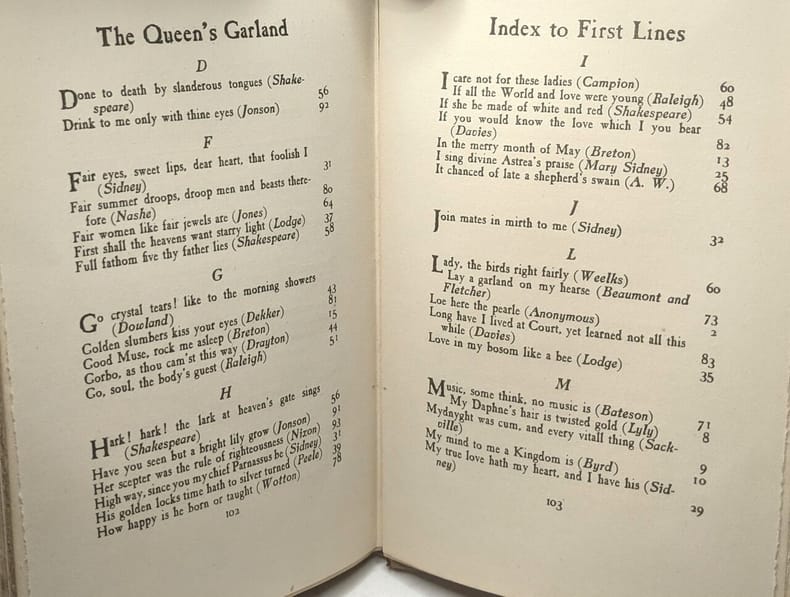 The Queen's Garland
D
Done to death by slanderous tongues (Shake-
speare) 56
Drink to me only with thine eyes (Jonson) 92
F
Fair eyes, sweet lips, dear heart, that foolish I
(Sidney) 31
Fair summer droops, droop men and beasts there-
fore (Nashe) 80
Fair women like fair jewels are (Jones) 64
First shall the heavens want starry light (Lodge) 37
Full fathom five thy father lies (Shakespeare) 58
G
Go crystal tears! like to the morning showers
(Dowland) 43
Golden slumbers kiss your eyes (Dekker) 81
Good Muse, rock me asleep (Breton) 15
Gorbo, as thou cam'st this way (Drayton) 44
Go, soul, the body's guest (Raleigh) 51
H
Hark! hark! the lark at heaven's gate sings
(Shakespeare) 56
Have you seen but a bright lily grow (Jonson) 91
Her scepter was the rule of righteousness (Nixon) 93
High way, since you my chief Parnassus be (Sidney) 31
His golden locks time hath to silver turned (Peele) 39
How happy is he born or taught (Wotton) 78
102
Index to First Lines
I
I care not for these ladies (Campion) 60
If all the World and love were young (Raleigh) 48
If she be made of white and red (Shakespeare) 54
If you would know the love which I you bear
(Davies) 82
In the merry month of May (Breton) 13
I sing divine Astrea's praise (Mary Sidney) 25
It chanced of late a shepherd's swain (A. W.) 68
J
Join mates in mirth to me (Sidney) 32
L
Lady, the birds right fairly (Weelks) 60
Lay a garland on my hearse (Beaumont and
Fletcher) 73
Loe here the pearle (Anonymous) 2
Long have I lived at Court, yet learned not all this
while (Davies) 83
Love in my bosom like a bee (Lodge) 35
M
Music, some think, no music is (Bateson) 71
My Daphne's hair is twisted gold (Lyly) 8
Mydnyght was cum, and every vitall thing (Sack-
ville) 9
My mind to me a Kingdom is (Byrd) 10
My true love hath my heart, and I have his (Sid-
ney) 29
103